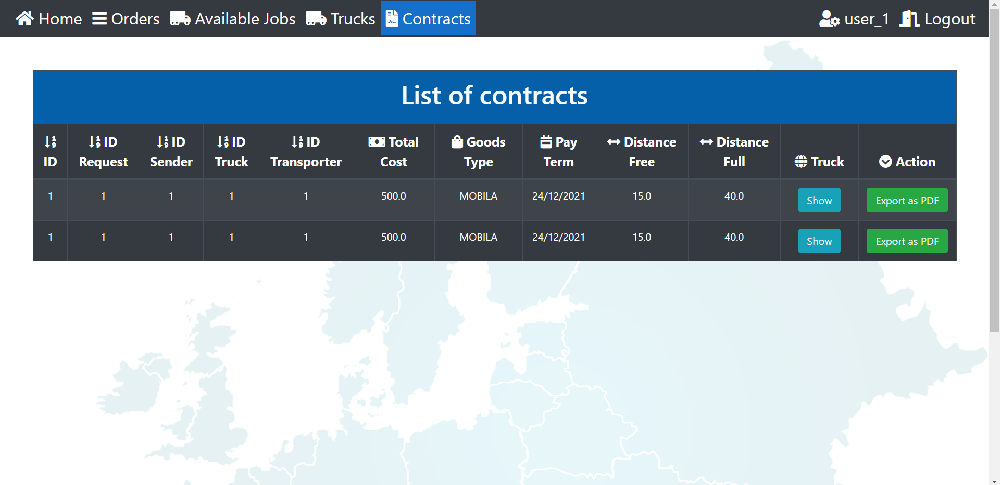 Home Orders Available Jobs Trucks Contracts user_1 Logout
List of contracts
ID ID Request ID Sender ID Truck ID Transporter Total Cost Goods Type Pay Term Distance Free Distance Full Truck Action
1 1 1 1 1 500.0 MOBILA 24/12/2021 15.0 40.0 Show Export as PDF
1 1 1 1 1 500.0 MOBILA 24/12/2021 15.0 40.0 Show Export as PDF